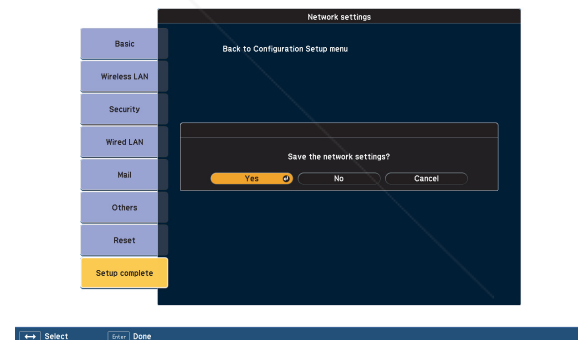 Network settings
Basic
Back to Configuration Setup menu
Wireless LAN
Security
Wired LAN
Save the network settings?
Yes No Cancel
Mail
Others
Reset
Setup complete
Select Enter Done